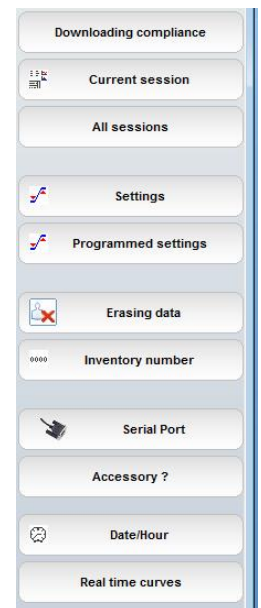 Downloading compliance
Current session
All sessions
Settings
Programmed settings
Erasing data
0000 Inventory number
Serial Port
Accessory ?
Date/Hour
Real time curves